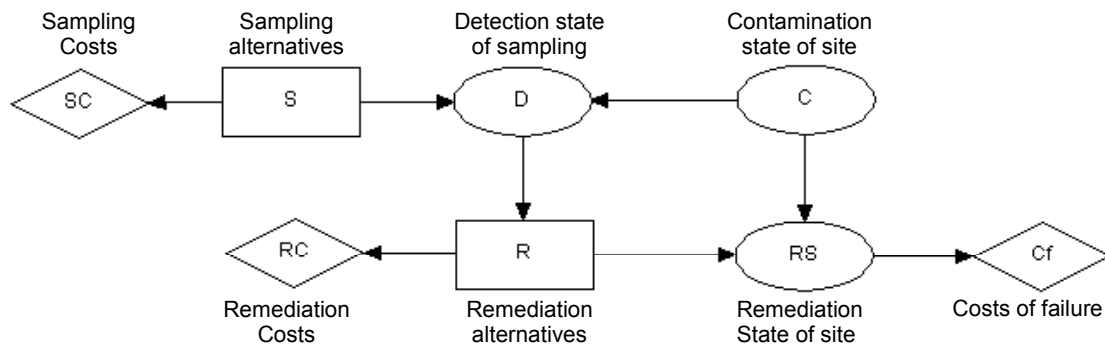 Sampling
Costs
Sampling
alternatives
Detection state
of sampling
Contamination
state of site
SC
S
D
C
RC
R
RS
Cf
Remediation
Costs
Remediation
alternatives
Remediation
State of site
Costs of failure